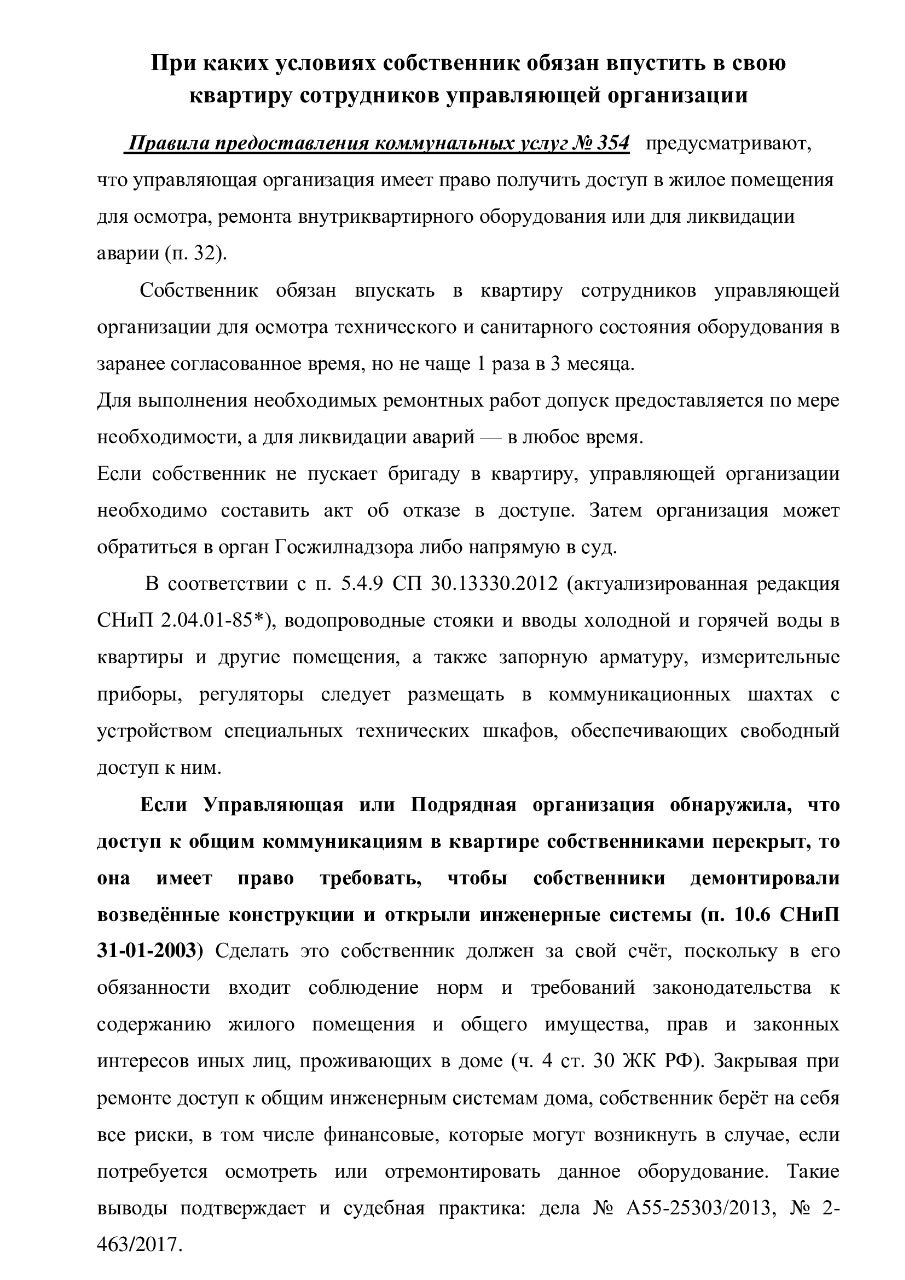 При каких условиях собственник обязан впустить в свою
квартиру сотрудников управляющей организации
Правила предоставления коммунальных услуг № 354 предусматривают,
что управляющая организация имеет право получить доступ в жилое помещения
для осмотра, ремонта внутриквартирного оборудования или для ликвидации
аварии (п. 32).
Собственник обязан впускать в квартиру сотрудников управляющей
организации для осмотра технического и санитарного состояния оборудования в
заранее согласованное время, но не чаще 1 раза в 3 месяца.
Для выполнения необходимых ремонтных работ допуск предоставляется по мере
необходимости, а для ликвидации аварий — в любое время.
Если собственник не пускает бригаду в квартиру, управляющей организации
необходимо составить акт об отказе в доступе. Затем организация может
обратиться в орган Госжилнадзора либо напрямую в суд.
В соответствии с п. 5.4.9 СП 30.13330.2012 (актуализированная редакция
СНиП 2.04.01-85*), водопроводные стояки и вводы холодной и горячей воды в
квартиры и другие помещения, а также запорную арматуру, измерительные
приборы, регуляторы следует размещать в коммуникационных шахтах с
устройством специальных технических шкафов, обеспечивающих свободный
доступ к ним.
Если Управляющая или Подрядная организация обнаружила, что
доступ к общим коммуникациям в квартире собственниками перекрыт, то
она имеет право требовать, чтобы собственники демонтировали
возведённые конструкции и открыли инженерные системы (п. 10.6 СНиП
31-01-2003) Сделать это собственник должен за свой счёт, поскольку в его
обязанности входит соблюдение норм и требований законодательства к
содержанию жилого помещения и общего имущества, прав и законных
интересов иных лиц, проживающих в доме (ч. 4 ст. 30 ЖК РФ). Закрывая при
ремонте доступ к общим инженерным системам дома, собственник берёт на себя
все риски, в том числе финансовые, которые могут возникнуть в случае, если
потребуется осмотреть или отремонтировать данное оборудование. Такие
выводы подтверждает и судебная практика: дела № А55-25303/2013, № 2-
463/2017.